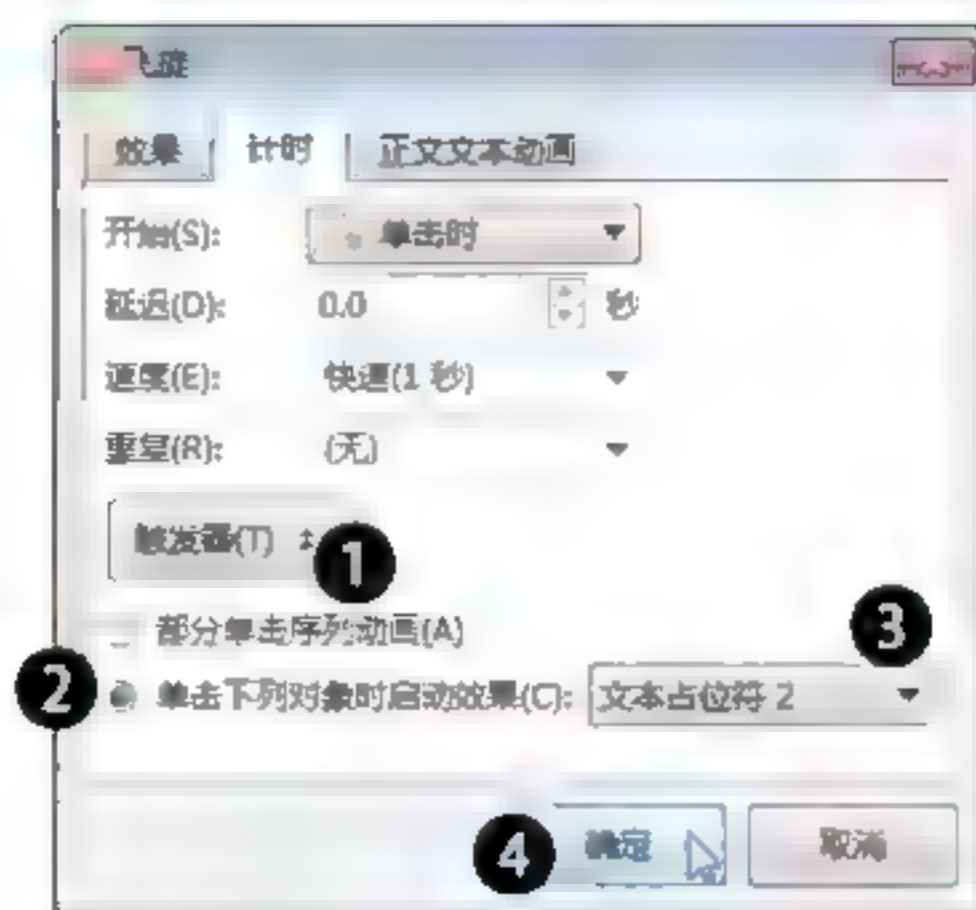 飞旋
效果 计时 正文文本动画
开始(S): 单击时
延迟(D): 0.0 秒
速度(E): 快速(1 秒)
重复(R): (无)
触发器(T)
1
部分单击序列动画(A)
3
2 单击下列对象时启动效果(C): 文本占位符 2
4 确定 取消